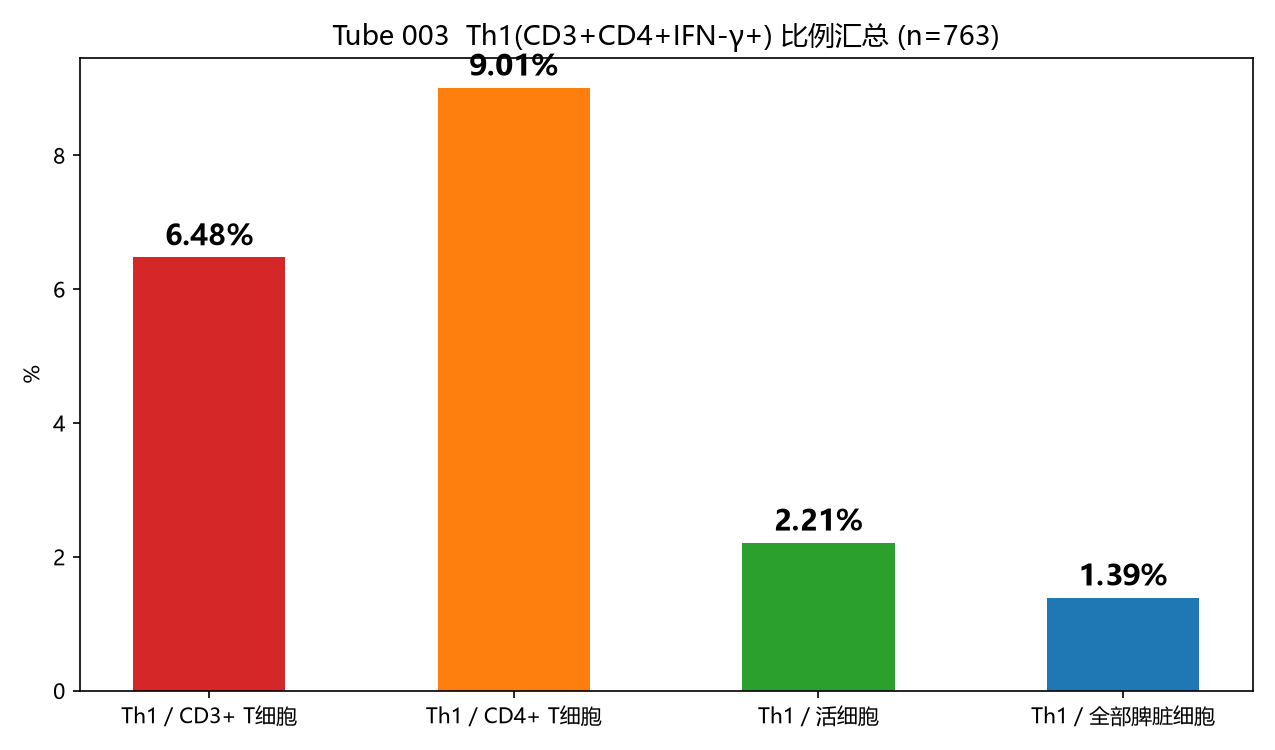 Tube 003  Th1(CD3+CD4+IFN-γ+) 比例汇总 (n=763)
9.01%
8
6.48%
6
%
4
2.21%
2
1.39%
0
Th1 / CD3+ T细胞
Th1 / CD4+ T细胞
Th1 / 活细胞
Th1 / 全部脾脏细胞